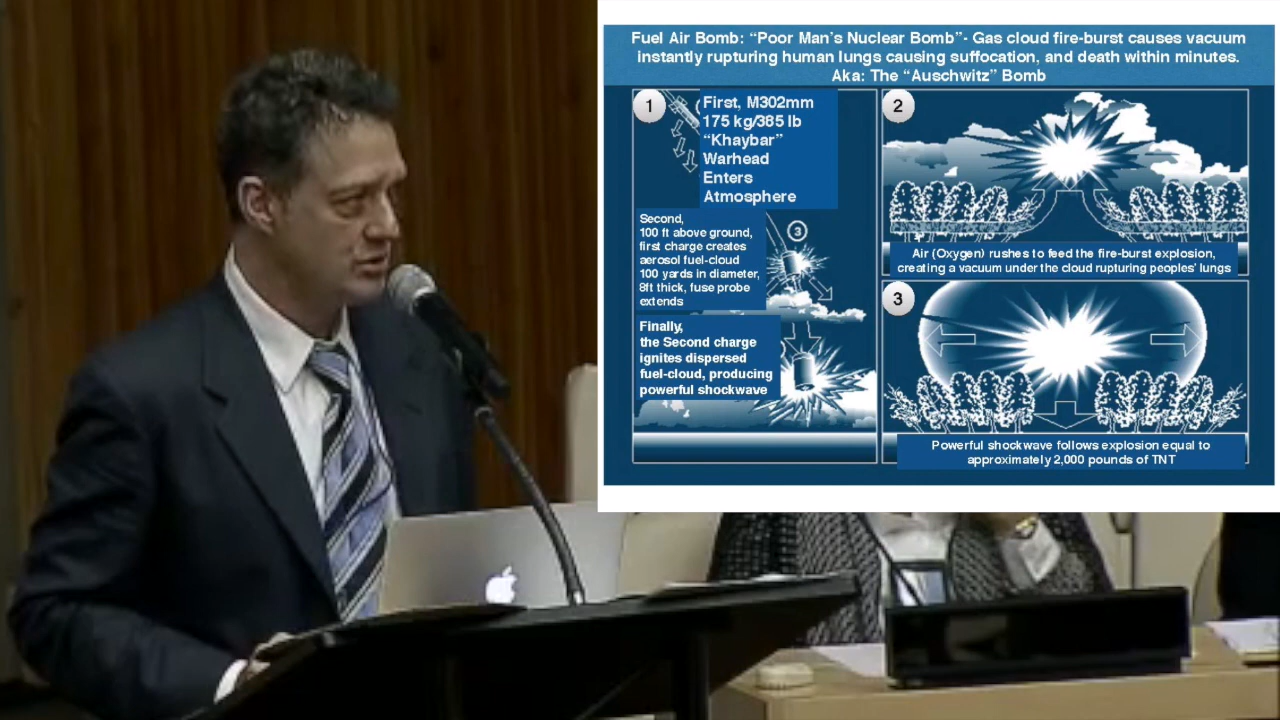 Fuel Air Bomb: “Poor Man’s Nuclear Bomb”- Gas cloud fire-burst causes vacuum
instantly rupturing human lungs causing suffocation, and death within minutes.
Aka: The “Auschwitz” Bomb
1
First, M302mm
175 kg/385 lb
“Khaybar”
Warhead
Enters
Atmosphere
Second,
100 ft above ground,
first charge creates
aerosol fuel-cloud
100 yards in diameter,
8ft thick, fuse probe
extends
3
Finally,
the Second charge
ignites dispersed
fuel-cloud, producing
powerful shockwave
2
Air (Oxygen) rushes to feed the fire-burst explosion,
creating a vacuum under the cloud rupturing peoples’ lungs
3
Powerful shockwave follows explosion equal to
approximately 2,000 pounds of TNT